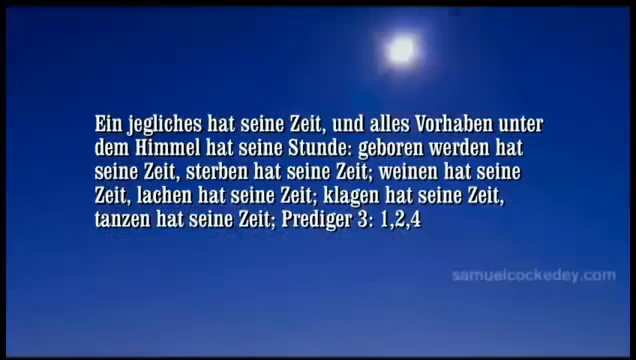 Ein jegliches hat seine Zeit, und alles Vorhaben unter
dem Himmel hat seine Stunde: geboren werden hat
seine Zeit, sterben hat seine Zeit; weinen hat seine
Zeit, lachen hat seine Zeit; klagen hat seine Zeit,
tanzen hat seine Zeit; Prediger 3: 1,2,4
samuelcockedey.com